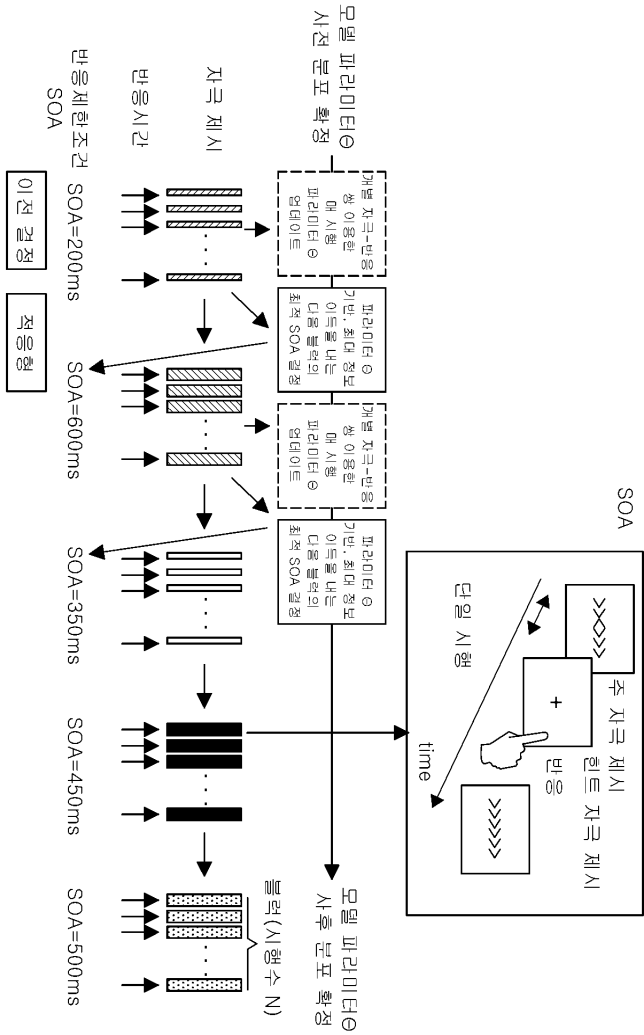 SOA
주 자극 제시
힌트 자극 제시
+
반응
단일 시행
time
모델 파라미터Θ
사전 분포 확정
개별 자극-반응
쌍 이용한
매 시행
파라미터 Θ
업데이트
파라미터 Θ
기반, 최대 정보
이득을 내는
다음 블럭의
최적 SOA 결정
개별 자극-반응
쌍 이용한
매 시행
파라미터 Θ
업데이트
파라미터 Θ
기반, 최대 정보
이득을 내는
다음 블럭의
최적 SOA 결정
모델 파라미터Θ
사후 분포 확정
자극 제시
블럭(시행수 N)
반응시간
반응제한조건
SOA
SOA=200ms
SOA=600ms
SOA=350ms
SOA=450ms
SOA=500ms
이전 결정
적응형